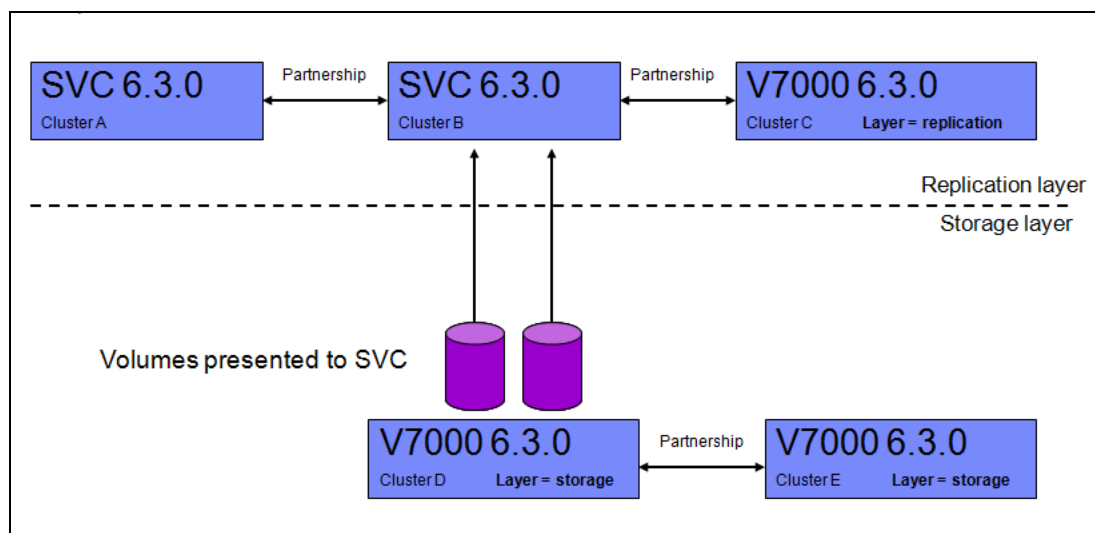 Partnership
Partnership
SVC 6.3.0
SVC 6.3.0
V7000 6.3.0
Cluster A
Cluster B
Cluster C Layer = replication
Replication layer
Storage layer
Volumes presented to SVC
V7000 6.3.0
Partnership
V7000 6.3.0
Cluster D Layer = storage
Cluster E Layer = storage